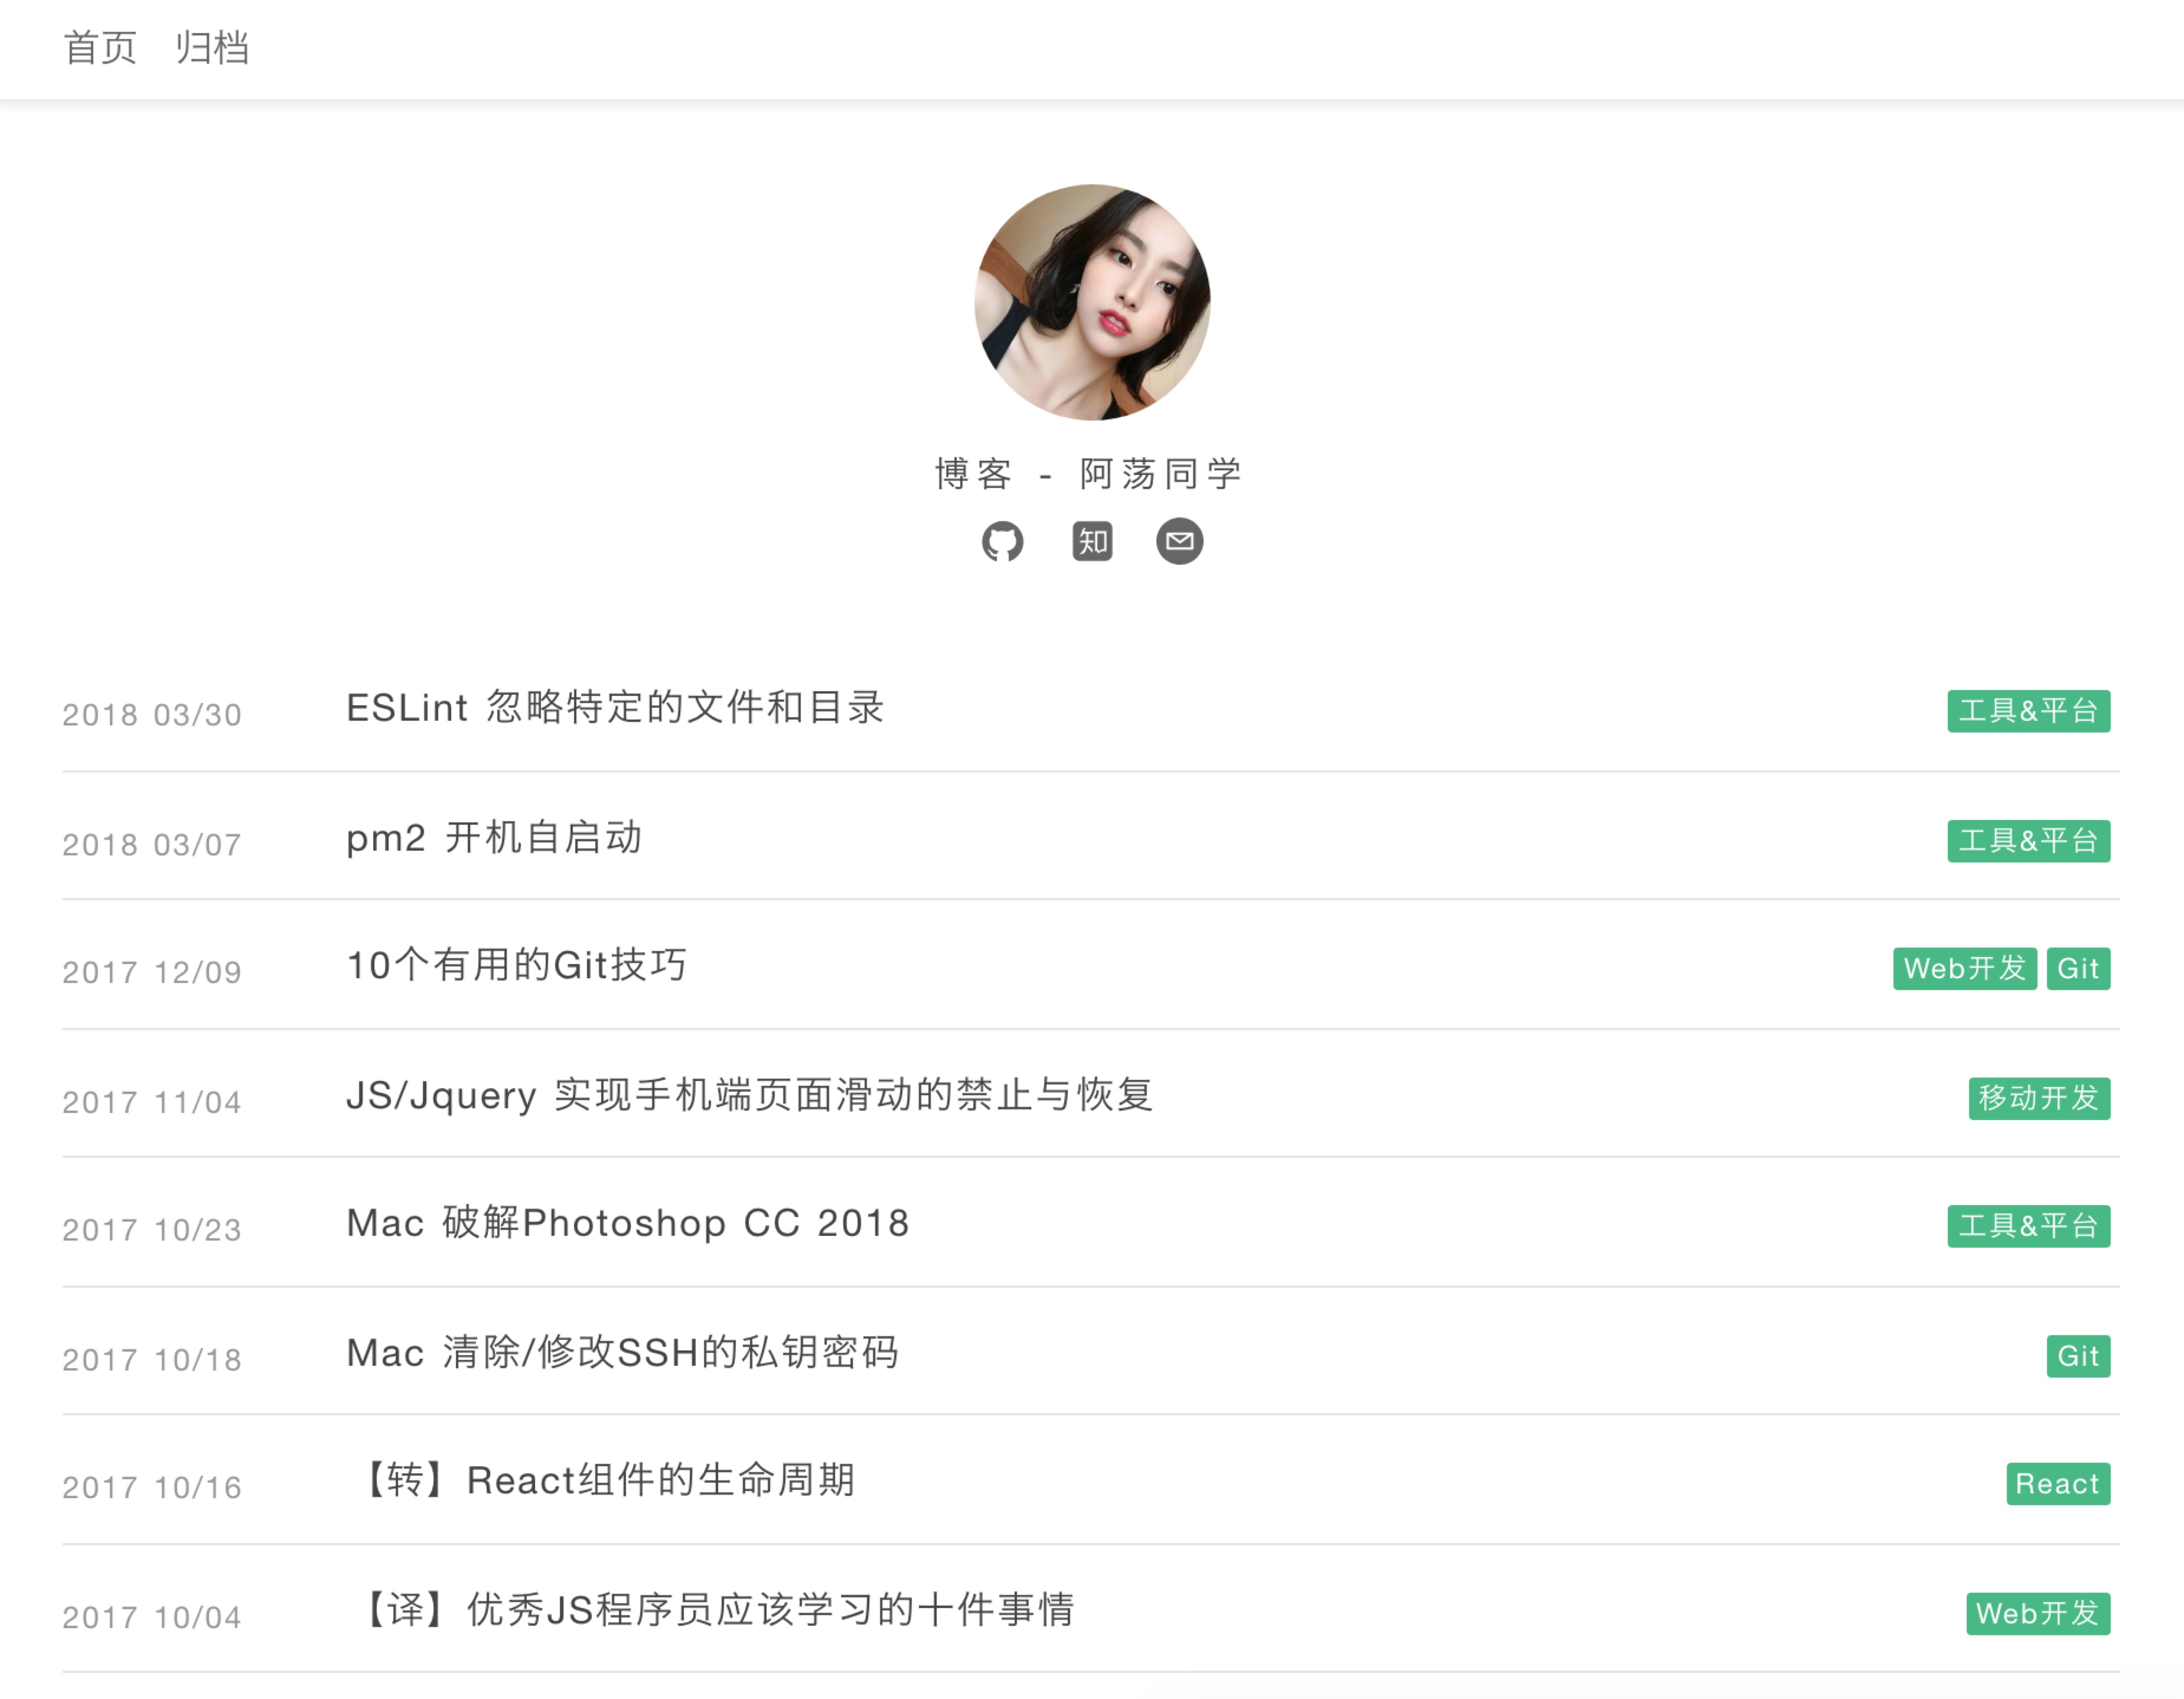 首页 归档
博客 - 阿荡同学
知
2018 03/30 ESLint 忽略特定的文件和目录 工具&平台
2018 03/07 pm2 开机自启动 工具&平台
2017 12/09 10个有用的Git技巧 Web开发 Git
2017 11/04 JS/Jquery 实现手机端页面滑动的禁止与恢复 移动开发
2017 10/23 Mac 破解Photoshop CC 2018 工具&平台
2017 10/18 Mac 清除/修改SSH的私钥密码 Git
2017 10/16 【转】React组件的生命周期 React
2017 10/04 【译】优秀JS程序员应该学习的十件事情 Web开发